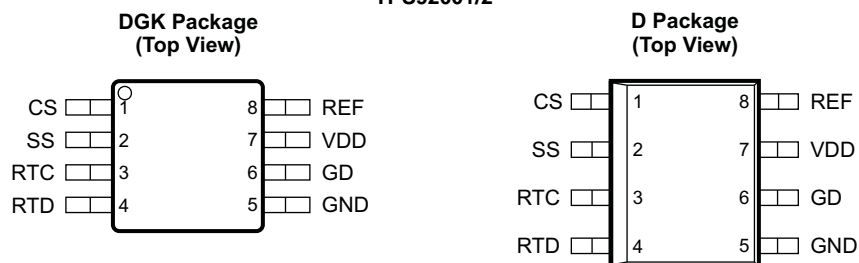 DGK Package
(Top View)
CS 1 8 REF
SS 2 7 VDD
RTC 3 6 GD
RTD 4 5 GND
D Package
(Top View)
CS 1 8 REF
SS 2 7 VDD
RTC 3 6 GD
RTD 4 5 GND